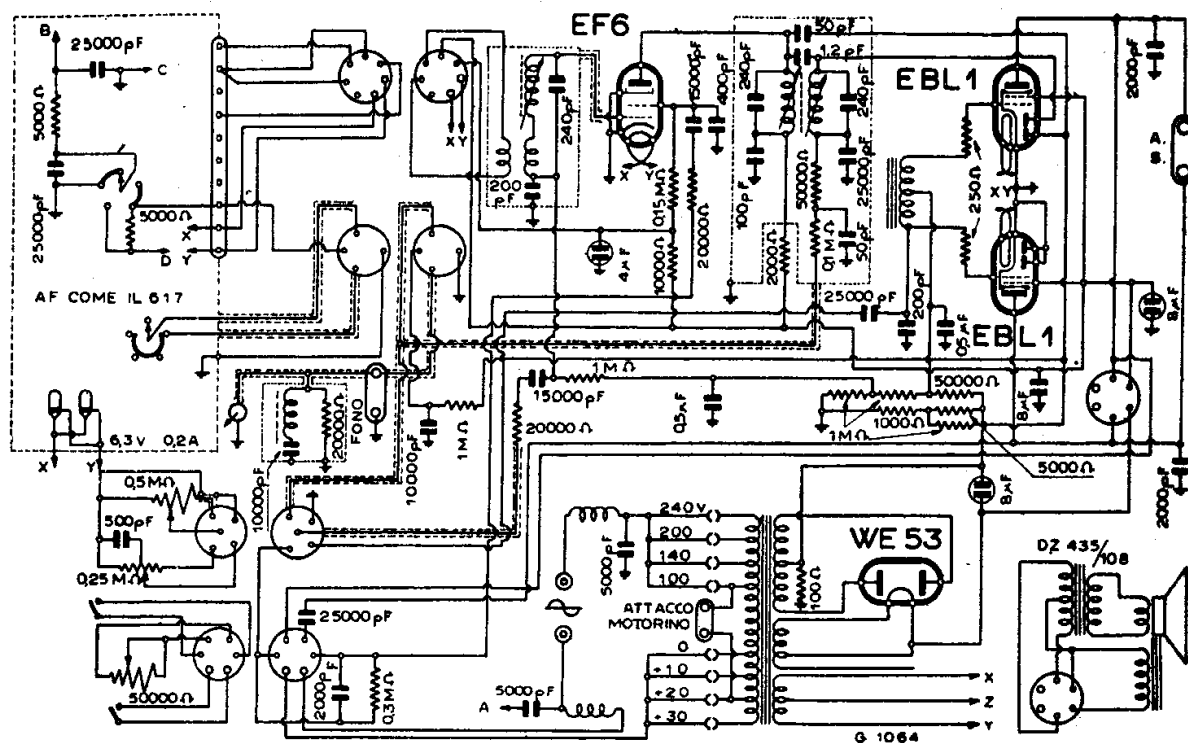 B
25000pF
C
5000Ω
25000pF
5000Ω
X
D Y
AF COME IL 617
6,3V 0,2A
X Y
0,5MΩ
500pF
0,25MΩ
50000Ω
X Y
200 pF
240pF
EF6
X Y
15000pF
400pF
0,15MΩ
20000Ω
10000Ω
4µF
50pF
1,2pF
240pF
240pF
100pF
50000Ω
25000pF
2000Ω
0,1MΩ
50pF
25000pF
200pF
0,5µF
EBL1
250Ω
XY
EBL1
2000pF
A.S.
8µF
8µF
FONO
20000Ω
10000pF
10000pF
1MΩ
20000Ω
15000pF
1MΩ
0,5µF
50000Ω
1000Ω
1MΩ
5000Ω
8µF
2000pF
25000pF
2000pF
0,3MΩ
5000pF
A
5000pF
240V
200
140
100
ATTACCO
MOTORINO
0
+10
+20
+30
100Ω
WE 53
X
Z
Y
G 1064
DZ 435/108